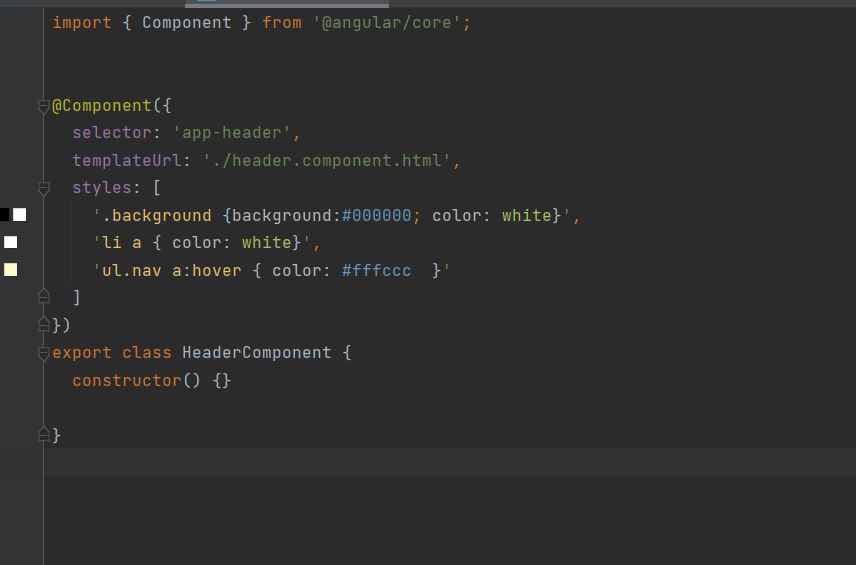 import { Component } from '@angular/core';
@Component({
  selector: 'app-header',
  templateUrl: './header.component.html',
  styles: [
    '.background {background:#000000; color: white}',
    'li a { color: white}',
    'ul.nav a:hover { color: #fffccc  }'
  ]
})
export class HeaderComponent {
  constructor() {}
}